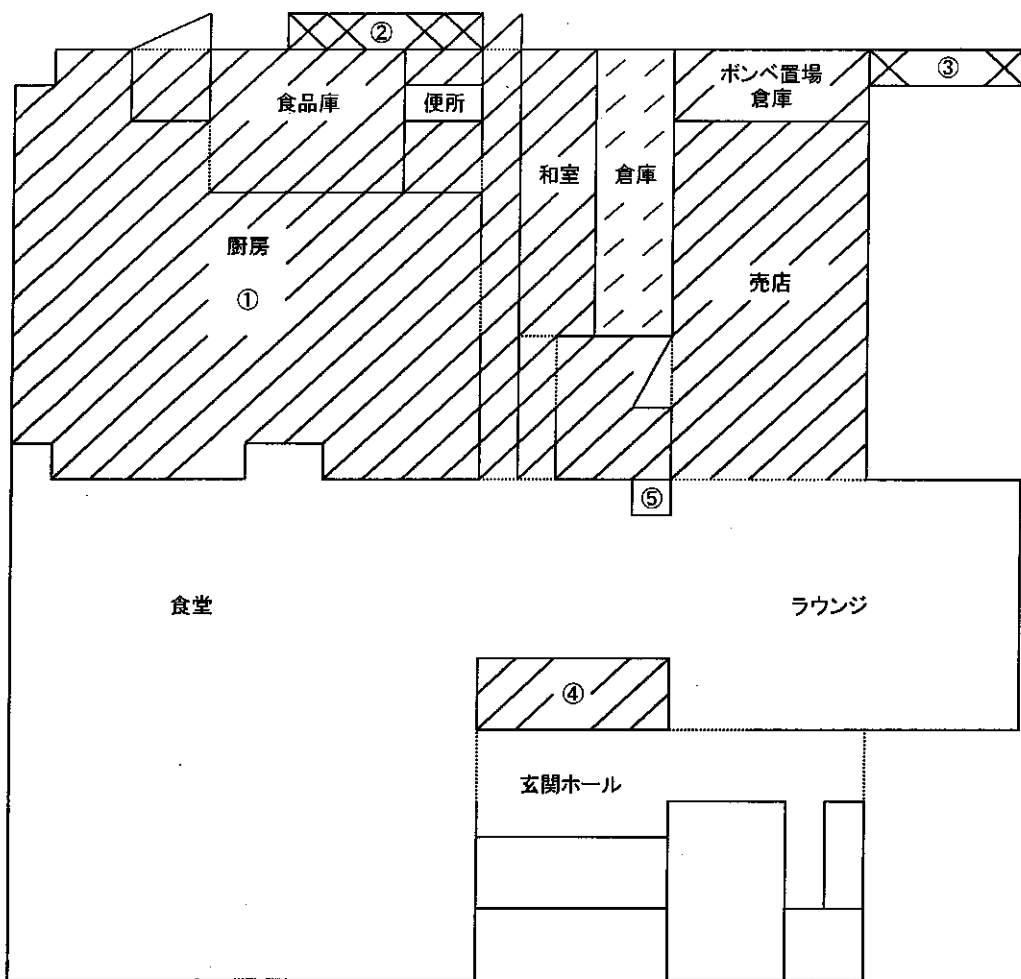 ②
③
食品庫
便所
ボンベ置場
倉庫
和室
倉庫
厨房
①
売店
⑤
食堂
ラウンジ
④
玄関ホール